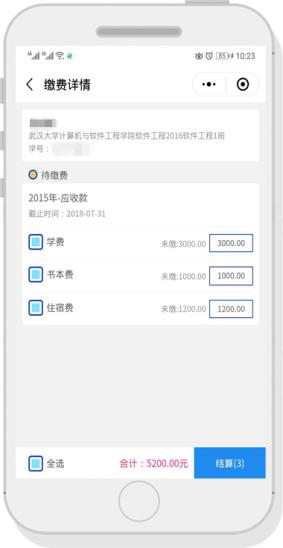 85 10:23
缴费详情
武汉大学计算机与软件工程学院软件工程2016软件工程1班
学号：
待缴费
2015年-应收款
截止时间：2018-07-31
学费 未缴:3000.00 3000.00
书本费 未缴:1000.00 1000.00
住宿费 未缴:1200.00 1200.00
全选 合计：5200.00元 结算(3)